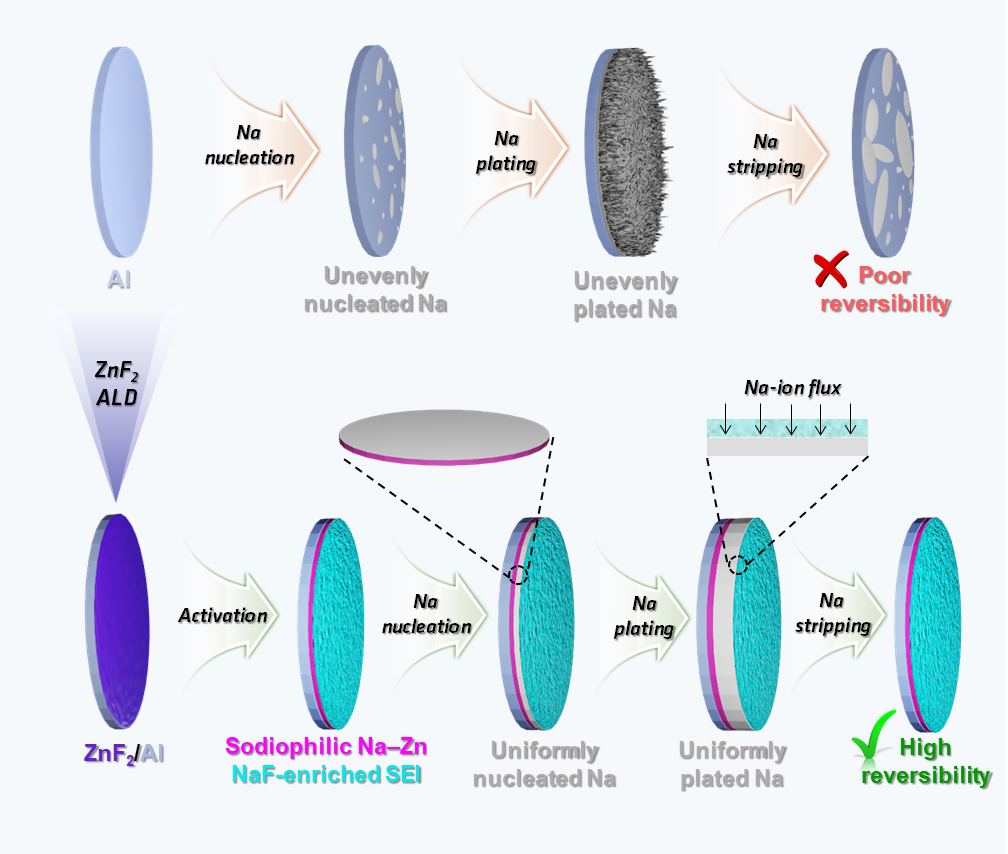 Na
nucleation
Na
plating
Na
stripping
Al
Unevenly
nucleated Na
Unevenly
plated Na
Poor
reversibility
ZnF₂
ALD
Na-ion flux
Activation
Na
nucleation
Na
plating
Na
stripping
ZnF₂/Al
Sodiophilic Na–Zn
NaF-enriched SEI
Uniformly
nucleated Na
Uniformly
plated Na
High
reversibility